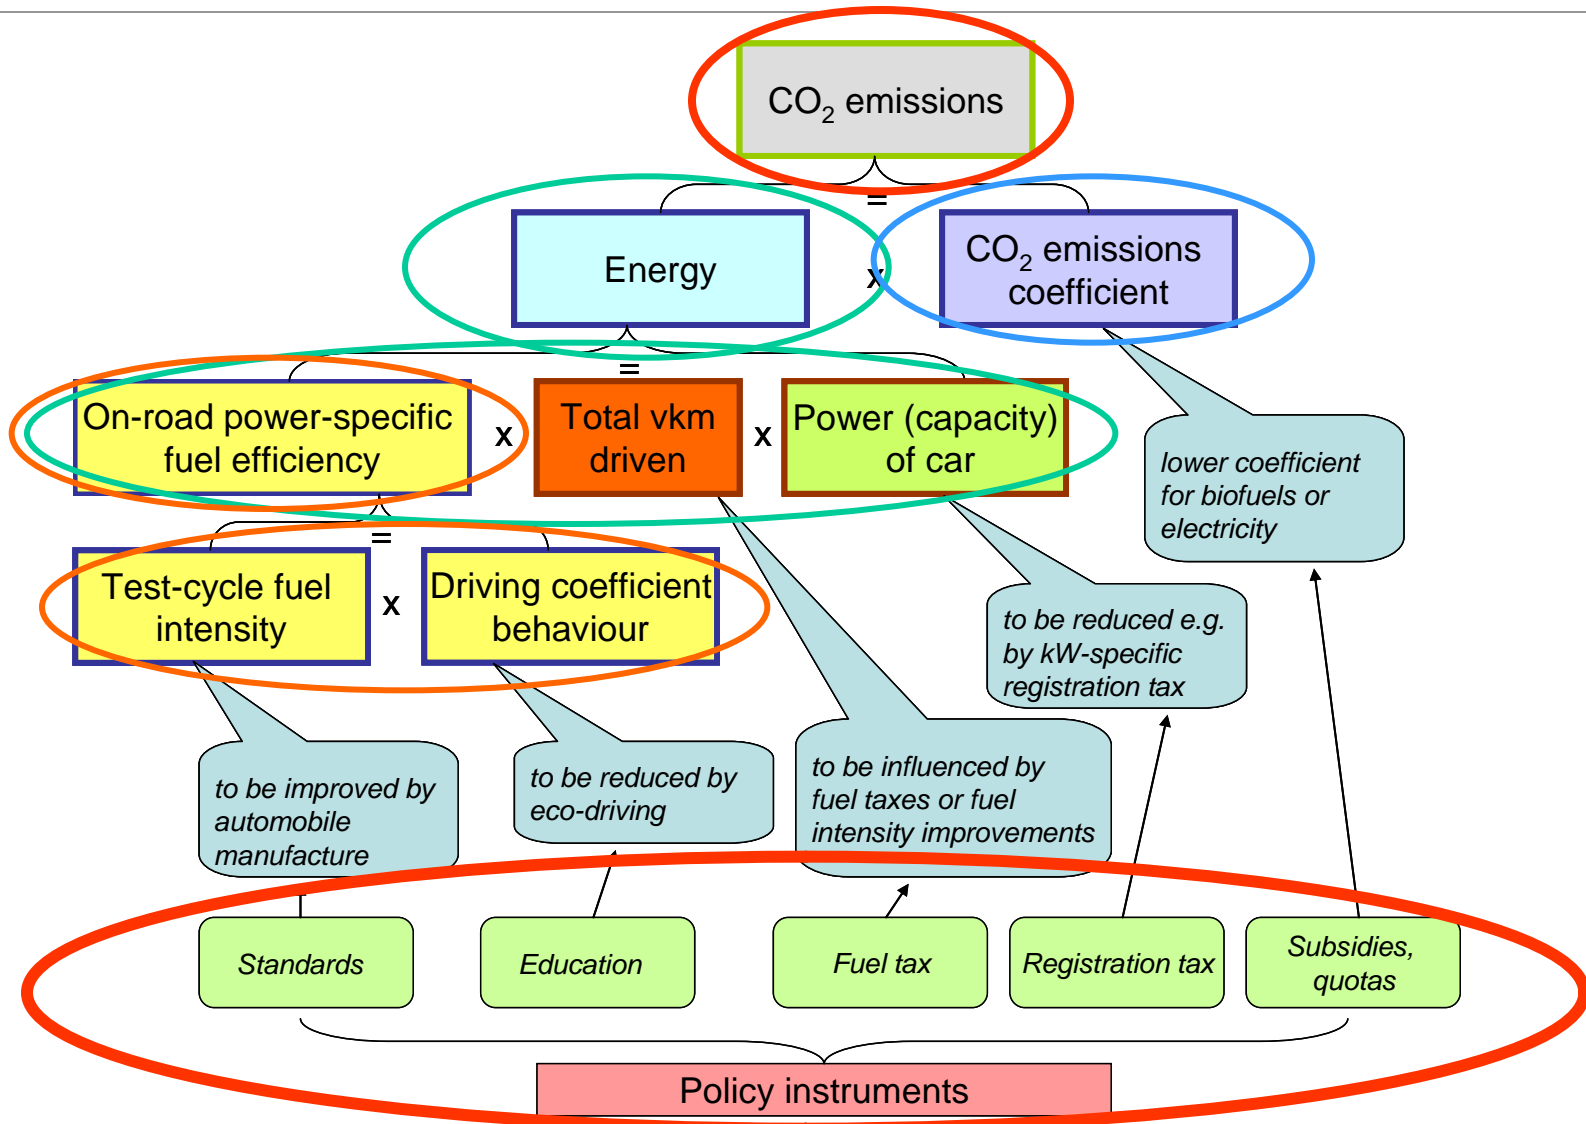 CO₂ emissions
=
Energy
x
CO₂ emissions
coefficient
=
On-road power-specific
fuel efficiency
x
Total vkm
driven
x
Power (capacity)
of car
lower coefficient
for biofuels or
electricity
=
Test-cycle fuel
intensity
x
Driving coefficient
behaviour
to be reduced e.g.
by kW-specific
registration tax
to be improved by
automobile
manufacture
to be reduced by
eco-driving
to be influenced by
fuel taxes or fuel
intensity improvements
Standards
Education
Fuel tax
Registration tax
Subsidies,
quotas
Policy instruments